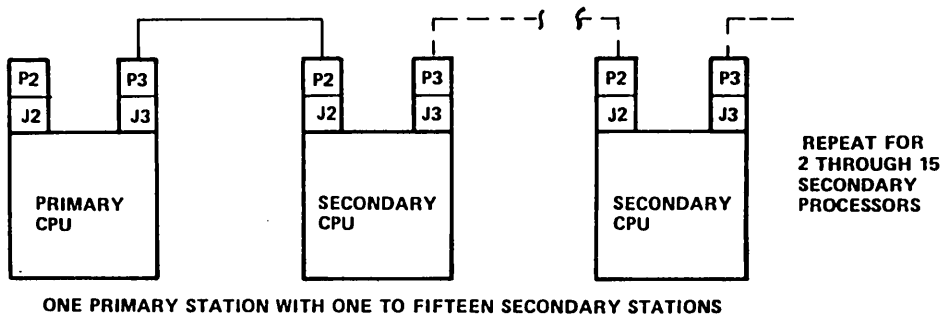 P2
P3
P2
P3
P2
P3
J2
J3
J2
J3
J2
J3
PRIMARY
CPU
SECONDARY
CPU
SECONDARY
CPU
REPEAT FOR
2 THROUGH 15
SECONDARY
PROCESSORS
ONE PRIMARY STATION WITH ONE TO FIFTEEN SECONDARY STATIONS